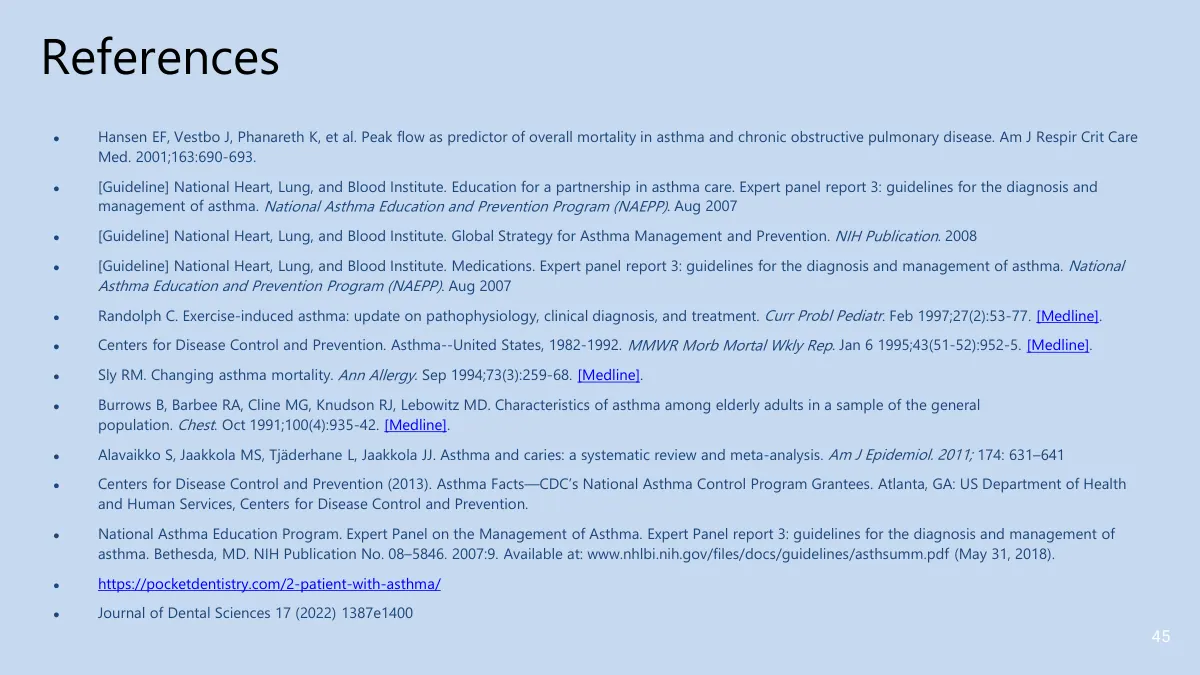 References
• Hansen EF, Vestbo J, Phanareth K, et al. Peak flow as predictor of overall mortality in asthma and chronic obstructive pulmonary disease. Am J Respir Crit Care
Med. 2001;163:690-693.
• [Guideline] National Heart, Lung, and Blood Institute. Education for a partnership in asthma care. Expert panel report 3: guidelines for the diagnosis and
management of asthma. National Asthma Education and Prevention Program (NAEPP). Aug 2007
• [Guideline] National Heart, Lung, and Blood Institute. Global Strategy for Asthma Management and Prevention. NIH Publication. 2008
• [Guideline] National Heart, Lung, and Blood Institute. Medications. Expert panel report 3: guidelines for the diagnosis and management of asthma. National
Asthma Education and Prevention Program (NAEPP). Aug 2007
• Randolph C. Exercise-induced asthma: update on pathophysiology, clinical diagnosis, and treatment. Curr Probl Pediatr. Feb 1997;27(2):53-77. [Medline].
• Centers for Disease Control and Prevention. Asthma--United States, 1982-1992. MMWR Morb Mortal Wkly Rep. Jan 6 1995;43(51-52):952-5. [Medline].
• Sly RM. Changing asthma mortality. Ann Allergy. Sep 1994;73(3):259-68. [Medline].
• Burrows B, Barbee RA, Cline MG, Knudson RJ, Lebowitz MD. Characteristics of asthma among elderly adults in a sample of the general
population. Chest. Oct 1991;100(4):935-42. [Medline].
• Alavaikko S, Jaakkola MS, Tjäderhane L, Jaakkola JJ. Asthma and caries: a systematic review and meta-analysis. Am J Epidemiol. 2011; 174: 631–641
• Centers for Disease Control and Prevention (2013). Asthma Facts—CDC’s National Asthma Control Program Grantees. Atlanta, GA: US Department of Health
and Human Services, Centers for Disease Control and Prevention.
• National Asthma Education Program. Expert Panel on the Management of Asthma. Expert Panel report 3: guidelines for the diagnosis and management of
asthma. Bethesda, MD. NIH Publication No. 08–5846. 2007:9. Available at: www.nhlbi.nih.gov/files/docs/guidelines/asthsumm.pdf (May 31, 2018).
• https://pocketdentistry.com/2-patient-with-asthma/
• Journal of Dental Sciences 17 (2022) 1387e1400
45